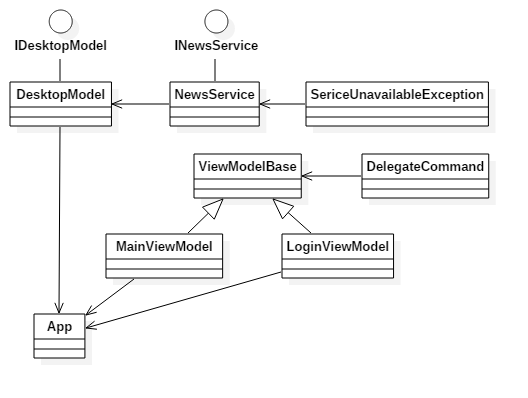 IDesktopModel
INewsService
DesktopModel
NewsService
SericeUnavailableException
ViewModelBase
DelegateCommand
MainViewModel
LoginViewModel
App